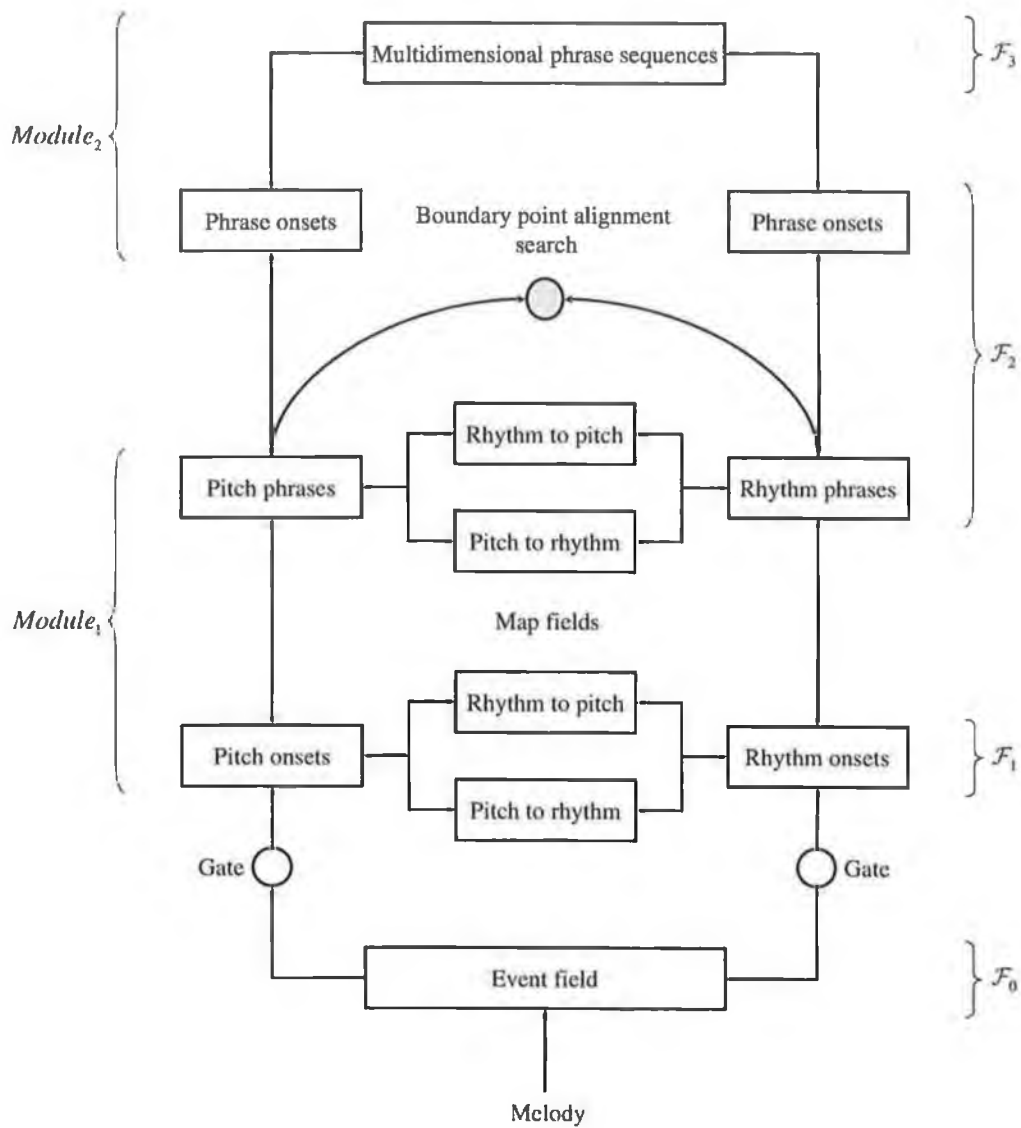 Multidimensional phrase sequences
F₃
Module₂
Phrase onsets
Boundary point alignment
search
Phrase onsets
F₂
Rhythm to pitch
Pitch phrases
Rhythm phrases
Pitch to rhythm
Module₁
Map fields
Rhythm to pitch
Pitch onsets
Rhythm onsets
F₁
Pitch to rhythm
Gate
Gate
Event field
F₀
Melody